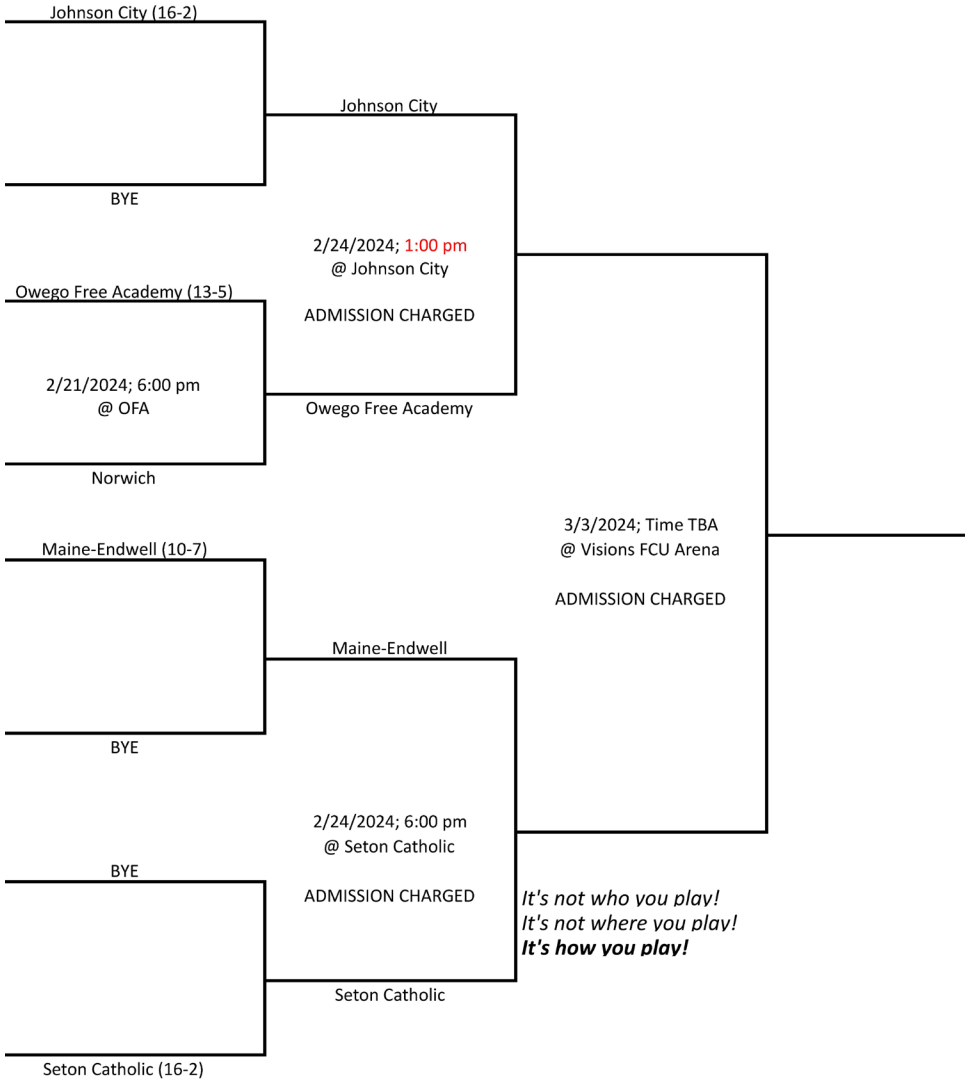 Johnson City (16-2)
Johnson City
BYE
2/24/2024; 1:00 pm
@ Johnson City
ADMISSION CHARGED
Owego Free Academy (13-5)
2/21/2024; 6:00 pm
@ OFA
Owego Free Academy
Norwich
3/3/2024; Time TBA
@ Visions FCU Arena
ADMISSION CHARGED
Maine-Endwell (10-7)
Maine-Endwell
BYE
2/24/2024; 6:00 pm
@ Seton Catholic
ADMISSION CHARGED
BYE
It's not who you play!
It's not where you play!
It's how you play!
Seton Catholic
Seton Catholic (16-2)